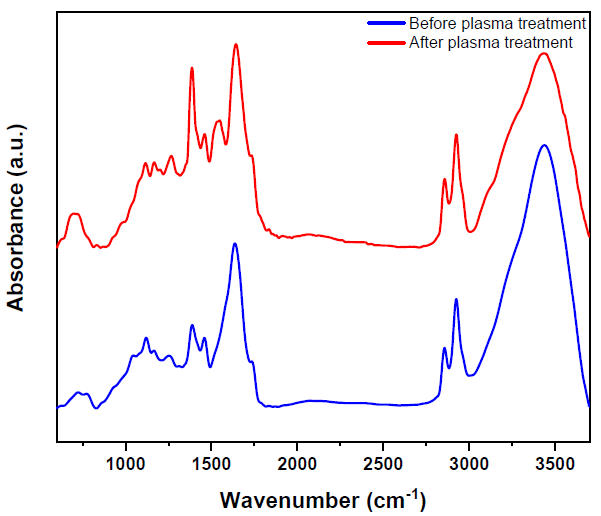 Before plasma treatment
After plasma treatment
Absorbance (a.u.)
1000 1500 2000 2500 3000 3500
Wavenumber (cm-1)